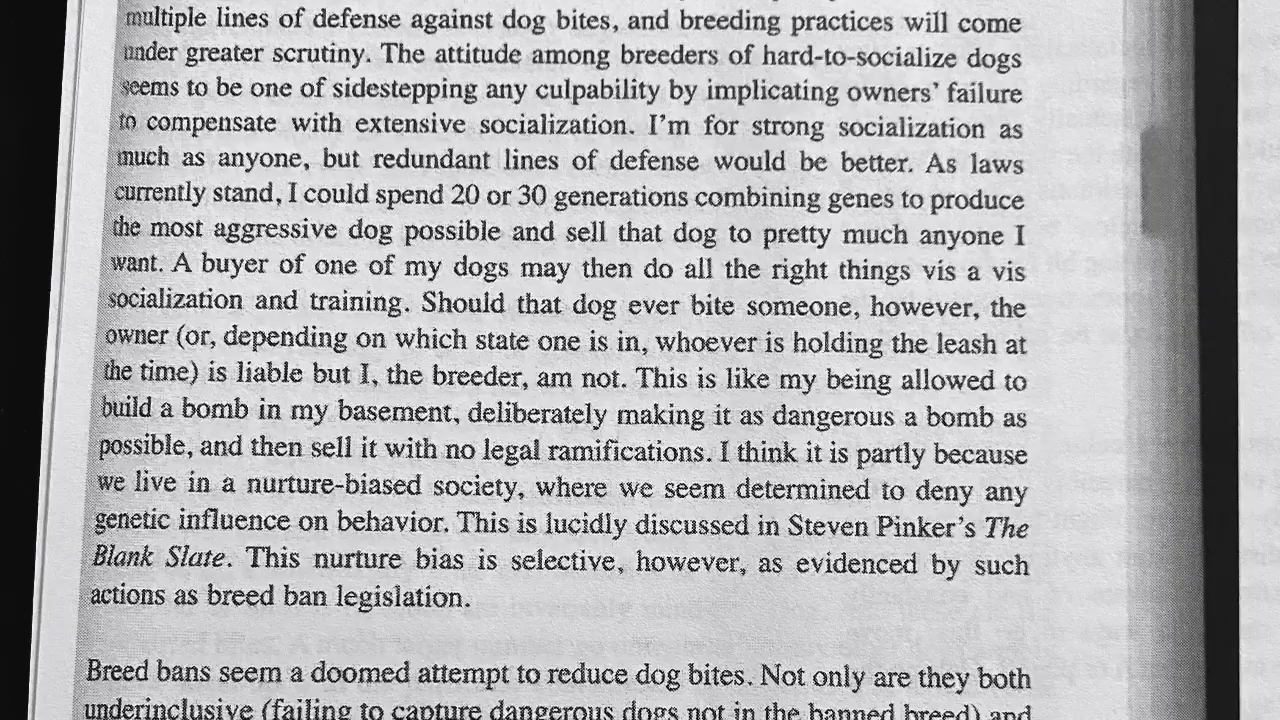 multiple lines of defense against dog bites, and breeding practices will come
under greater scrutiny. The attitude among breeders of hard-to-socialize dogs
seems to be one of sidestepping any culpability by implicating owners' failure
to compensate with extensive socialization. I'm for strong socialization as
much as anyone, but redundant lines of defense would be better. As laws
currently stand, I could spend 20 or 30 generations combining genes to produce
the most aggressive dog possible and sell that dog to pretty much anyone I
want. A buyer of one of my dogs may then do all the right things vis a vis
socialization and training. Should that dog ever bite someone, however, the
owner (or, depending on which state one is in, whoever is holding the leash at
the time) is liable but I, the breeder, am not. This is like my being allowed to
build a bomb in my basement, deliberately making it as dangerous a bomb as
possible, and then sell it with no legal ramifications. I think it is partly because
we live in a nurture-biased society, where we seem determined to deny any
genetic influence on behavior. This is lucidly discussed in Steven Pinker's The
Blank Slate. This nurture bias is selective, however, as evidenced by such
actions as breed ban legislation.
Breed bans seem a doomed attempt to reduce dog bites. Not only are they both
underinclusive (failing to capture dangerous dogs not in the banned breed) and